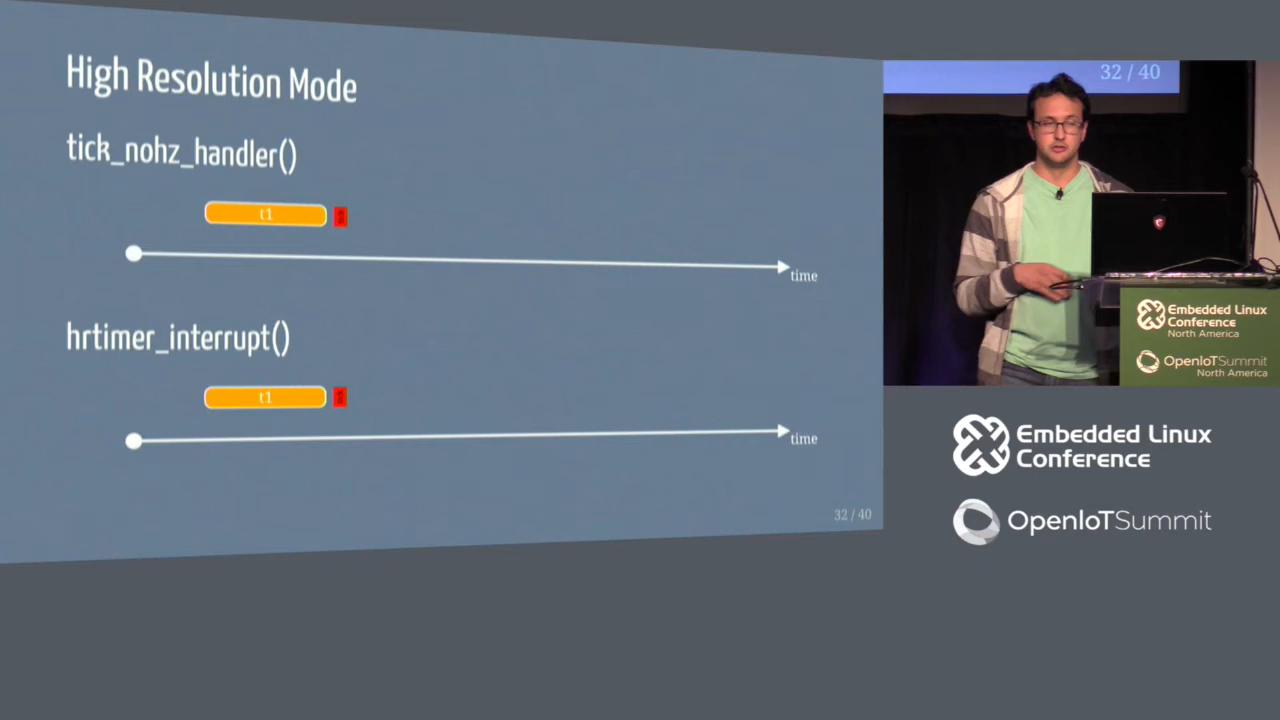 High Resolution Mode
tick_nohz_handler()
t1
time
hrtimer_interrupt()
t1
time
32 / 40
32 / 40
Embedded Linux
Conference
North America
OpenIoTSummit
North America
Embedded Linux
Conference
OpenIoTSummit